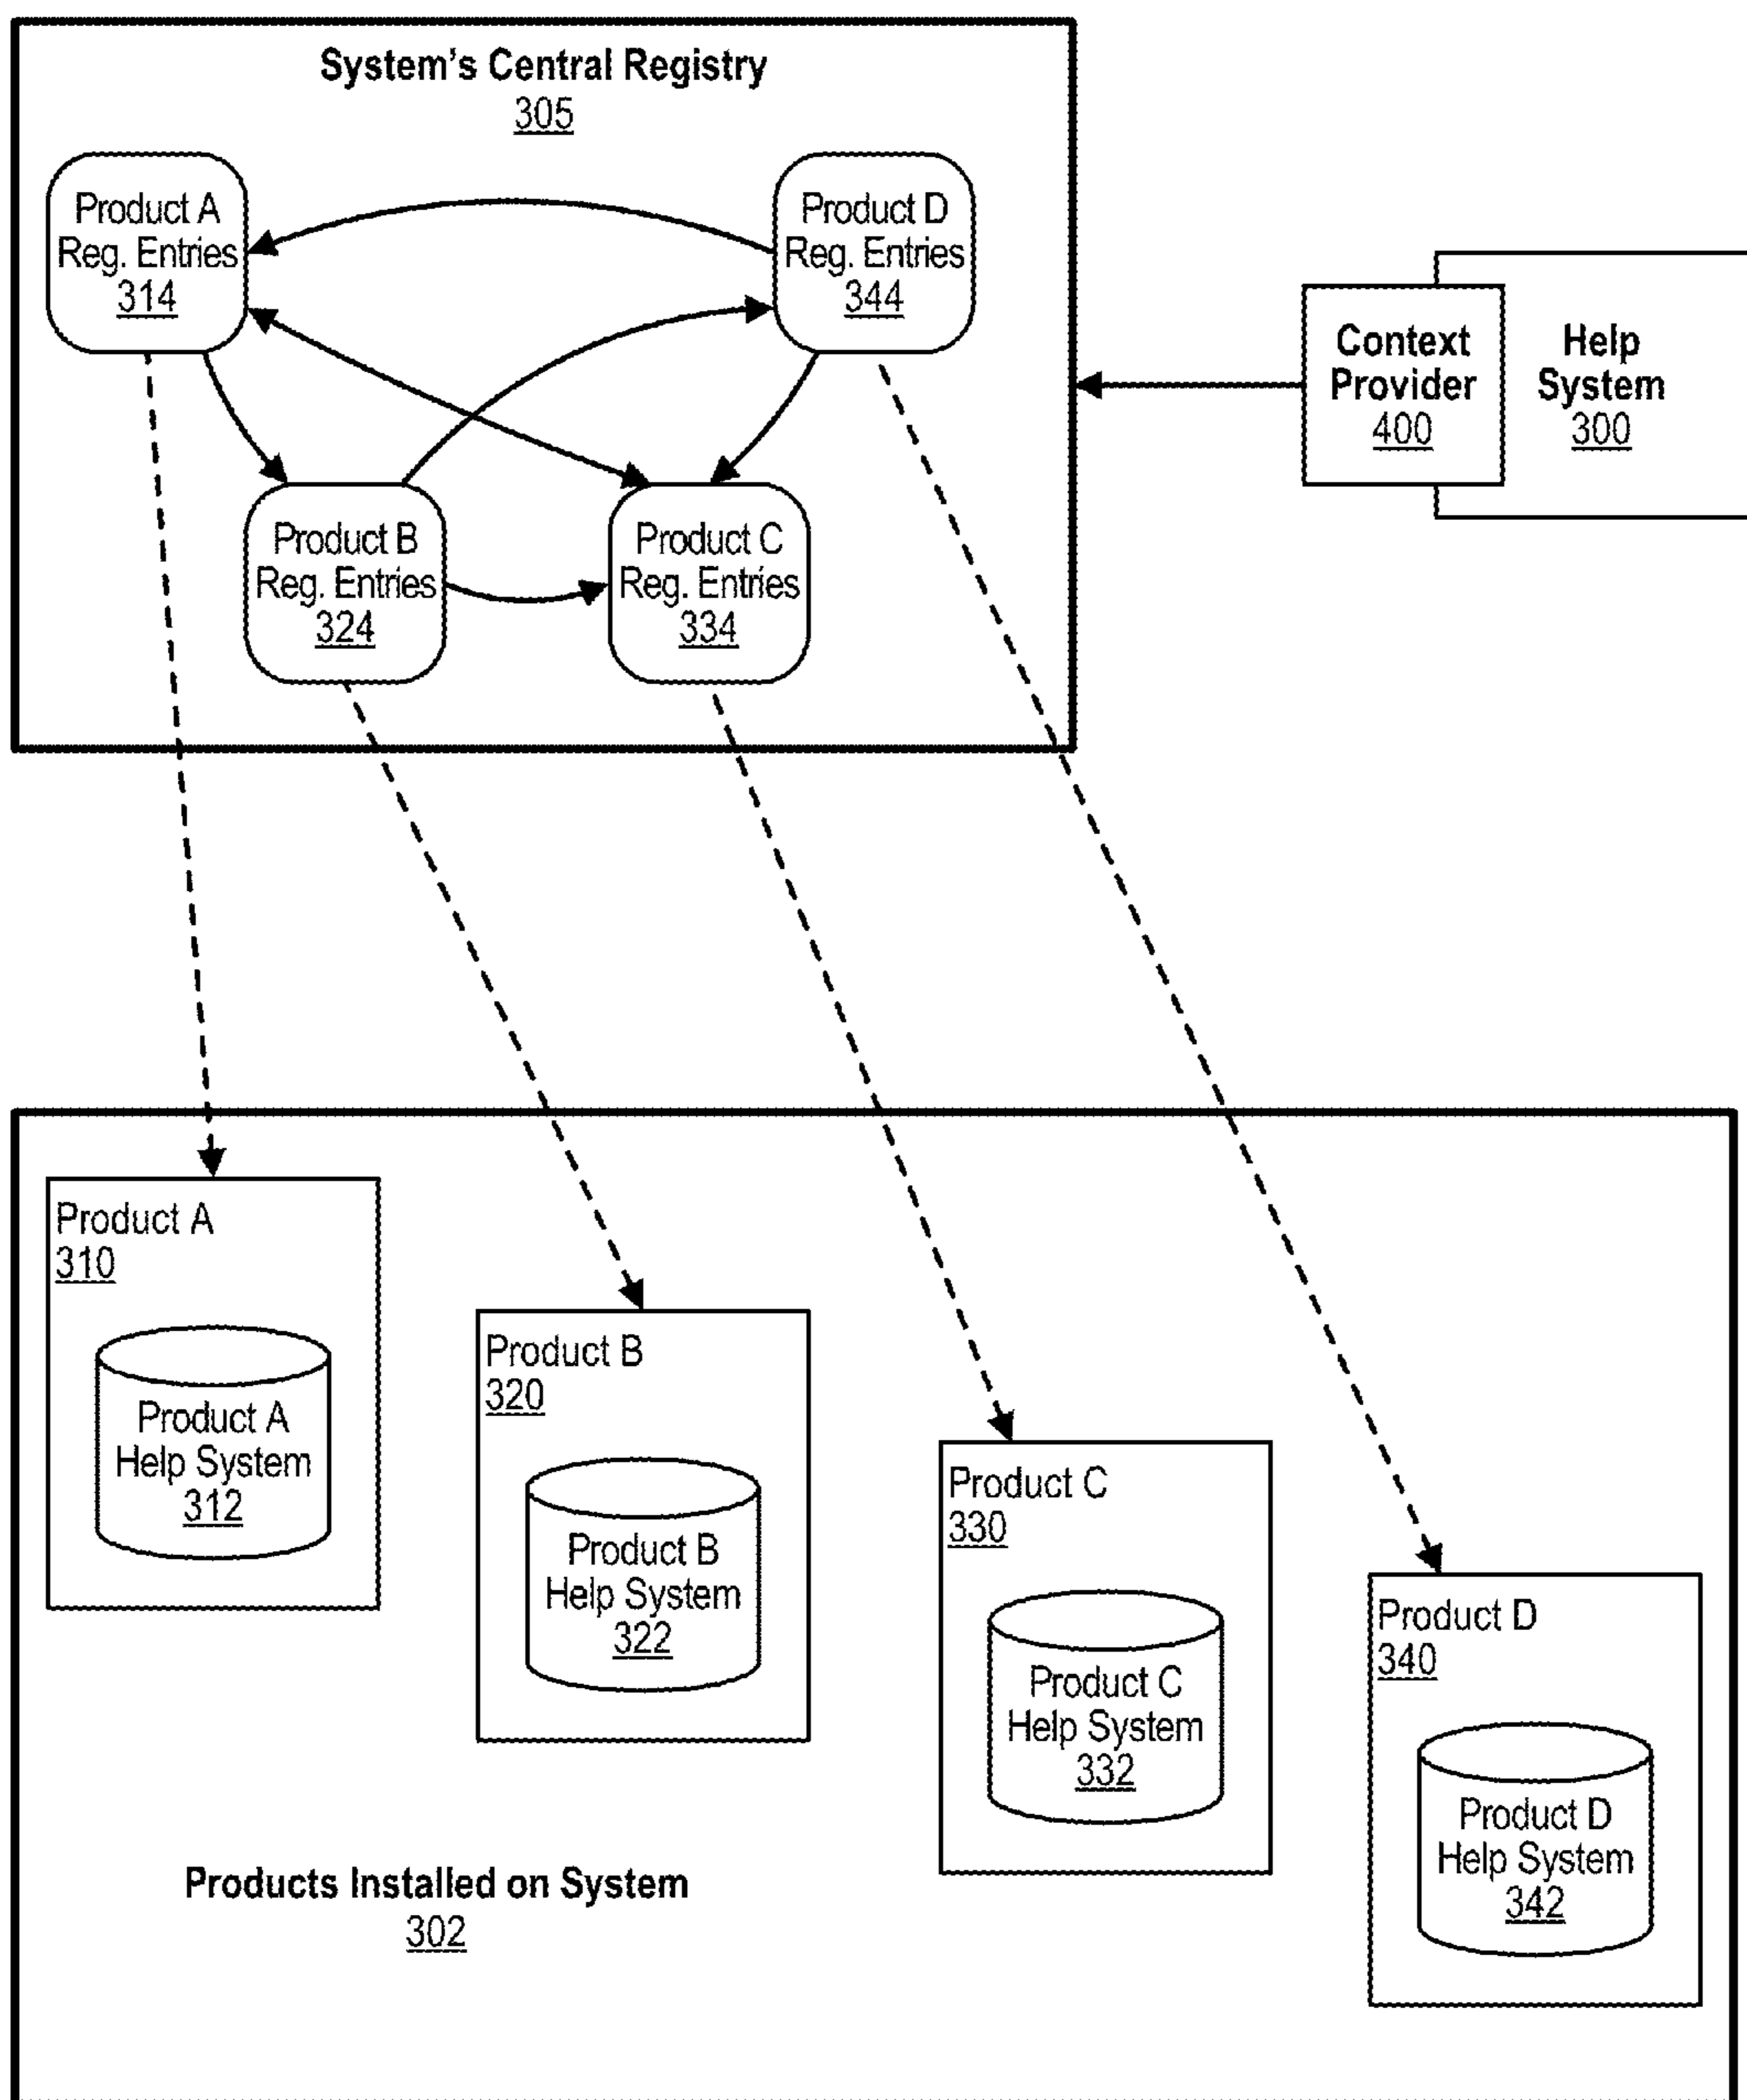 System's Central Registry
305
Product A
Reg. Entries
314
Product D
Reg. Entries
344
Context
Provider
400
Help
System
300
Product B
Reg. Entries
324
Product C
Reg. Entries
334
Product A
310
Product A
Help System
312
Product B
320
Product B
Help System
322
Product C
330
Product C
Help System
332
Product D
340
Product D
Help System
342
Products Installed on System
302